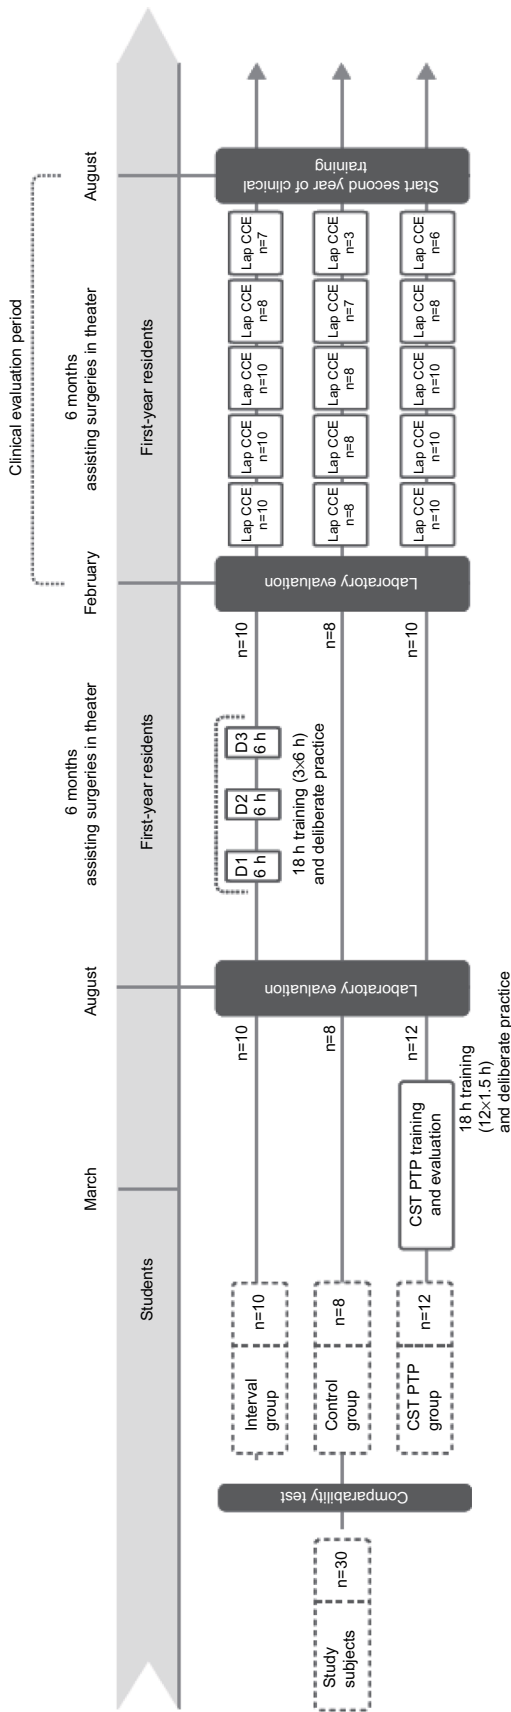 Clinical evaluation period
August
6 months
assisting surgeries in theater
February
6 months
assisting surgeries in theater
August
March
First-year residents
First-year residents
Students
Study
subjects
n=30
Comparability test
Interval
group
n=10
n=10
D1
6 h
D2
6 h
D3
6 h
18 h training (3×6 h)
and deliberate practice
n=10
Lap CCE
n=10
Lap CCE
n=10
Lap CCE
n=10
Lap CCE
n=8
Lap CCE
n=7
Control
group
n=8
n=8
n=8
Lap CCE
n=8
Lap CCE
n=8
Lap CCE
n=8
Lap CCE
n=7
Lap CCE
n=3
CST PTP
group
n=12
CST PTP training
and evaluation
18 h training
(12×1.5 h)
and deliberate practice
n=12
n=10
Lap CCE
n=10
Lap CCE
n=10
Lap CCE
n=10
Lap CCE
n=8
Lap CCE
n=6
Laboratory evaluation
Laboratory evaluation
Start second year of clinical
training